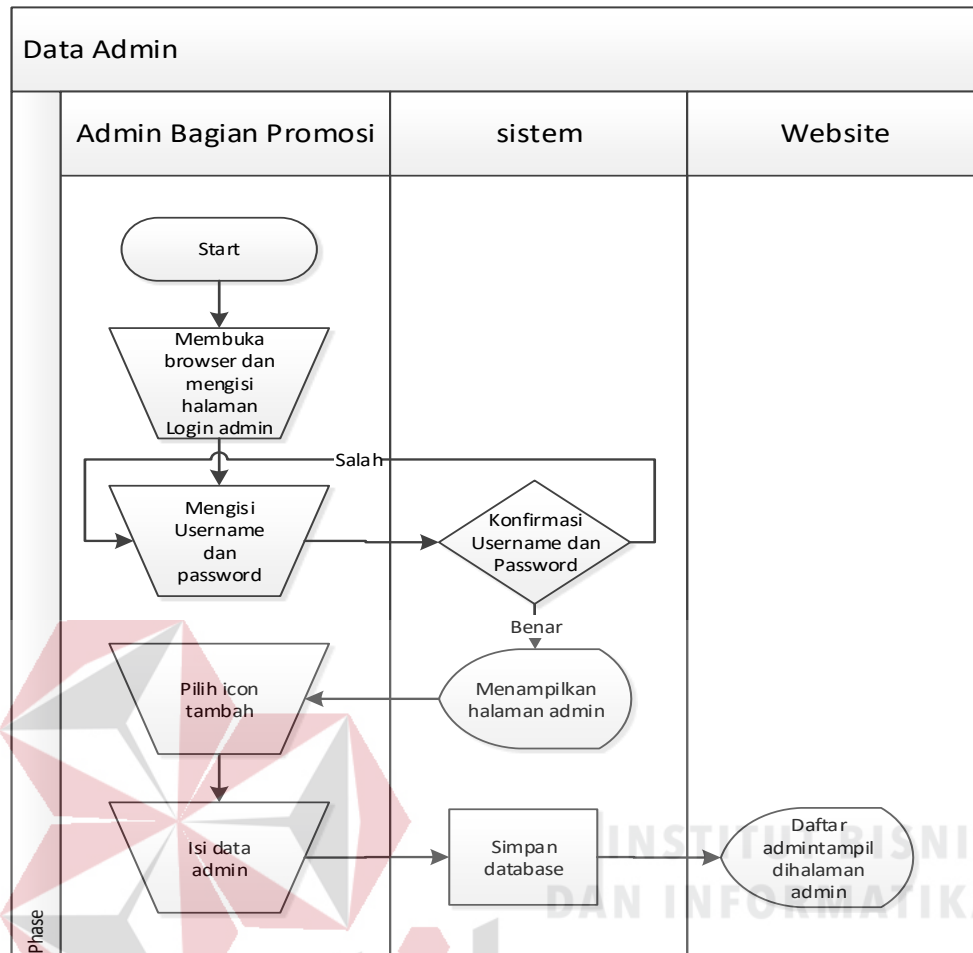 Data Admin
Admin Bagian Promosi
sistem
Website
Start
Membuka
browser dan
mengisi
halaman
Login admin
Salah
Mengisi
Username
dan
password
Konfirmasi
Username dan
Password
Benar
Pilih icon
tambah
Menampilkan
halaman admin
Isi data
admin
Simpan
database
Daftar
admintampil
dihalaman
admin
INSTITUT BISNI
DAN INFORMATIKA
Phase